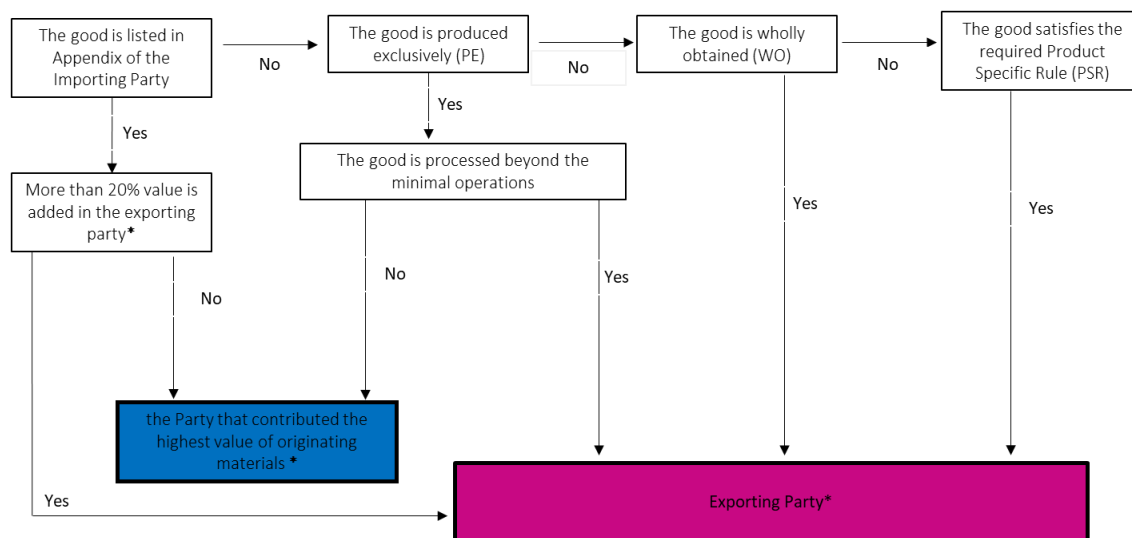 The good is listed in
Appendix of the
Importing Party
No
The good is produced
exclusively (PE)
No
The good is wholly
obtained (WO)
No
The good satisfies the
required Product
Specific Rule (PSR)
Yes
Yes
The good is processed beyond the
minimal operations
More than 20% value is
added in the exporting
party*
Yes
Yes
No
No
Yes
the Party that contributed the
highest value of originating
materials *
Yes
Exporting Party*